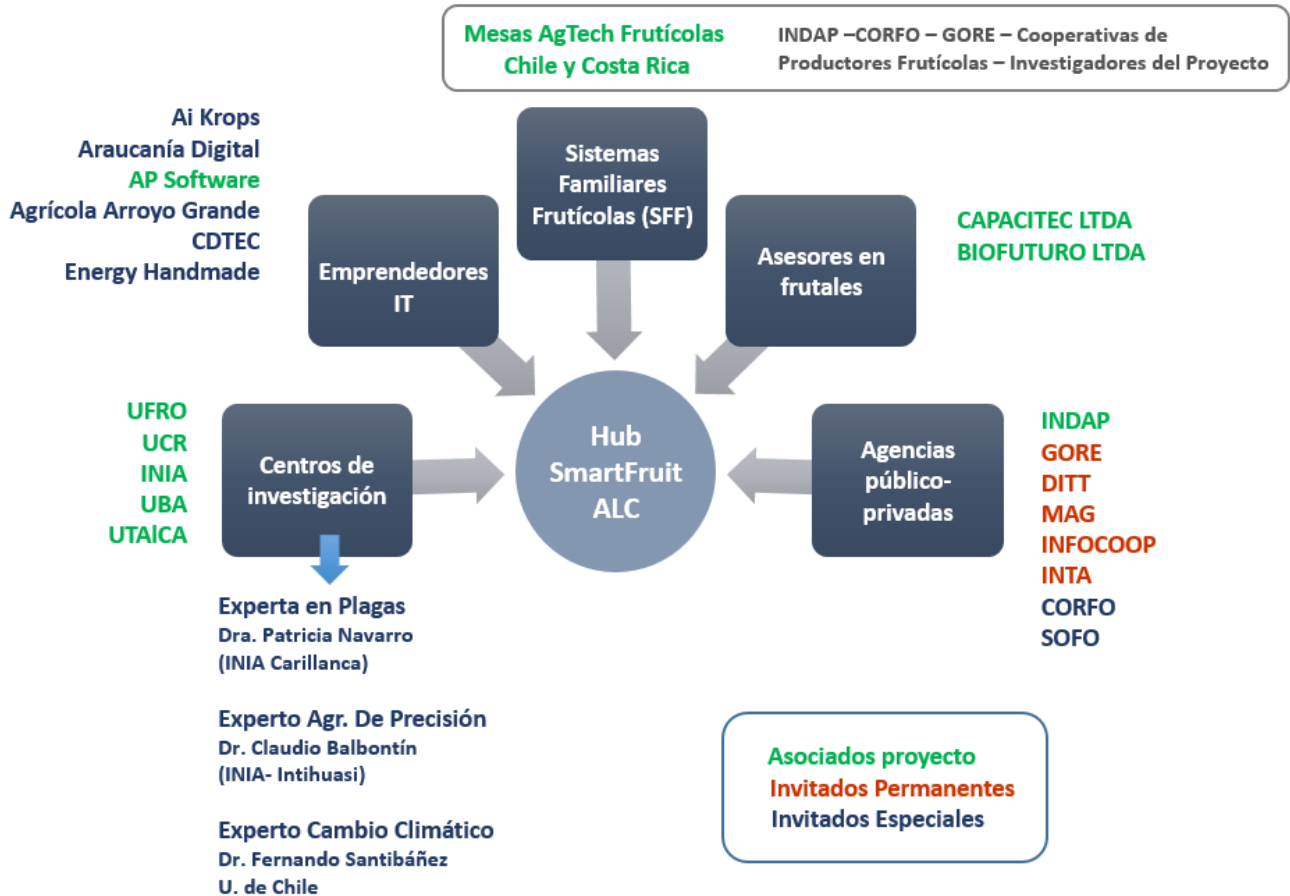 Mesas AgTech Frutícolas
Chile y Costa Rica
INDAP –CORFO – GORE – Cooperativas de
Productores Frutícolas – Investigadores del Proyecto
Ai Krops
Araucanía Digital
AP Software
Agrícola Arroyo Grande
CDTEC
Energy Handmade
Emprendedores
IT
Sistemas
Familiares
Frutícolas (SFF)
Asesores en
frutales
CAPACITEC LTDA
BIOFUTURO LTDA
UFRO
UCR
INIA
UBA
UTAICA
Centros de
investigación
Hub
SmartFruit
ALC
Agencias
público-
privadas
INDAP
GORE
DITT
MAG
INFOCOOP
INTA
CORFO
SOFO
Experta en Plagas
Dra. Patricia Navarro
(INIA Carillanca)
Experto Agr. De Precisión
Dr. Claudio Balbontín
(INIA- Intihuasi)
Experto Cambio Climático
Dr. Fernando Santibáñez
U. de Chile
Asociados proyecto
Invitados Permanentes
Invitados Especiales